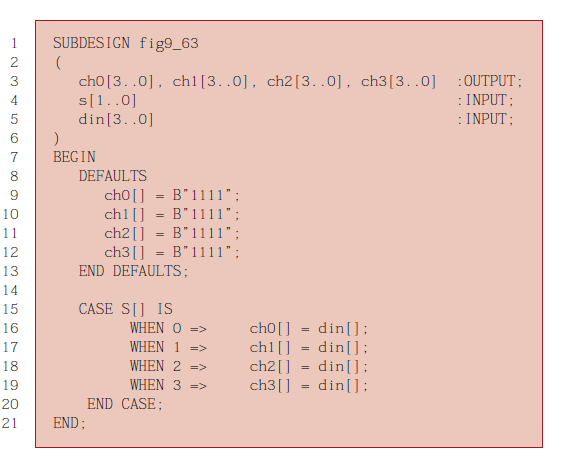 1 SUBDESIGN fig9_63
2 (
3 ch0[3..0], ch1[3..0], ch2[3..0], ch3[3..0] :OUTPUT;
4 s[1..0] :INPUT;
5 din[3..0] :INPUT;
6 )
7 BEGIN
8 DEFAULTS
9 ch0[] = B"1111";
10 ch1[] = B"1111";
11 ch2[] = B"1111";
12 ch3[] = B"1111";
13 END DEFAULTS;
14
15 CASE S[] IS
16 WHEN 0 => ch0[] = din[];
17 WHEN 1 => ch1[] = din[];
18 WHEN 2 => ch2[] = din[];
19 WHEN 3 => ch3[] = din[];
20 END CASE;
21 END;